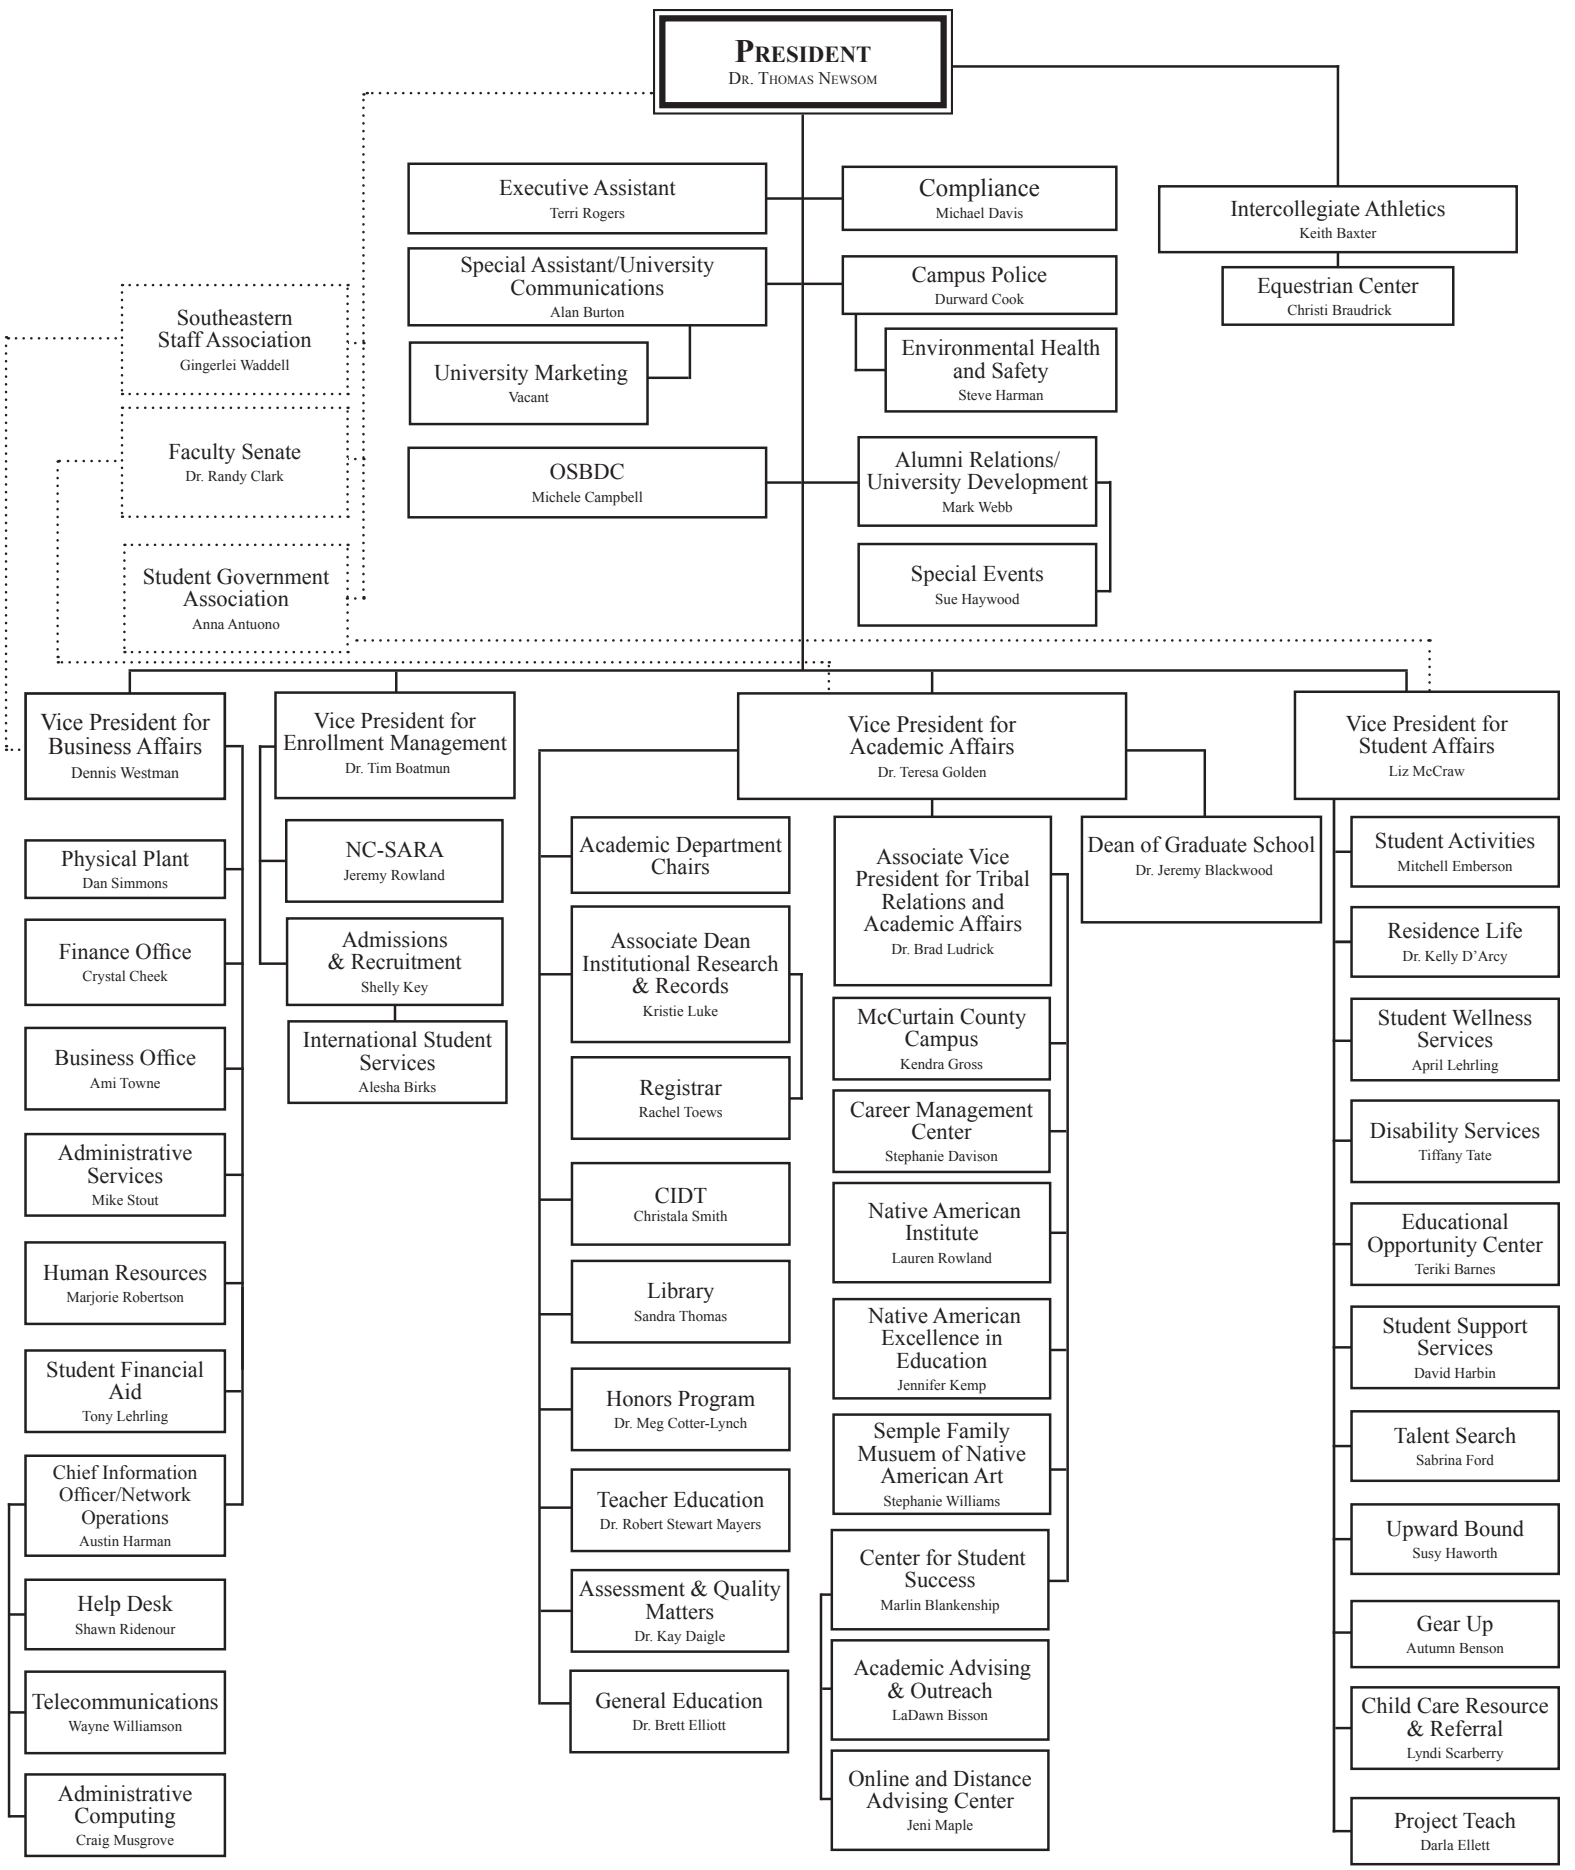 PRESIDENT
DR. THOMAS NEWSOM
Executive Assistant
Terri Rogers
Compliance
Michael Davis
Intercollegiate Athletics
Keith Baxter
Equestrian Center
Christi Braudrick
Special Assistant/University
Communications
Alan Burton
Campus Police
Durward Cook
University Marketing
Vacant
Environmental Health
and Safety
Steve Harman
Southeastern
Staff Association
Gingerlei Waddell
Faculty Senate
Dr. Randy Clark
Student Government
Association
Anna Antuono
OSBDC
Michele Campbell
Alumni Relations/
University Development
Mark Webb
Special Events
Sue Haywood
Vice President for
Business Affairs
Dennis Westman
Physical Plant
Dan Simmons
Finance Office
Crystal Cheek
Business Office
Ami Towne
Administrative
Services
Mike Stout
Human Resources
Marjorie Robertson
Student Financial
Aid
Tony Lehrling
Chief Information
Officer/Network
Operations
Austin Harman
Help Desk
Shawn Ridenour
Telecommunications
Wayne Williamson
Administrative
Computing
Craig Musgrove
Vice President for
Enrollment Management
Dr. Tim Boatmun
NC-SARA
Jeremy Rowland
Admissions
& Recruitment
Shelly Key
International Student
Services
Alesha Birks
Vice President for
Academic Affairs
Dr. Teresa Golden
Academic Department
Chairs
Associate Dean
Institutional Research
& Records
Kristie Luke
Registrar
Rachel Toews
CIDT
Christala Smith
Library
Sandra Thomas
Honors Program
Dr. Meg Cotter-Lynch
Teacher Education
Dr. Robert Stewart Mayers
Assessment & Quality
Matters
Dr. Kay Daigle
General Education
Dr. Brett Elliott
Associate Vice
President for Tribal
Relations and
Academic Affairs
Dr. Brad Ludrick
McCurtain County
Campus
Kendra Gross
Career Management
Center
Stephanie Davison
Native American
Institute
Lauren Rowland
Native American
Excellence in
Education
Jennifer Kemp
Semple Family
Musuem of Native
American Art
Stephanie Williams
Center for Student
Success
Marlin Blankenship
Academic Advising
& Outreach
LaDawn Bisson
Online and Distance
Advising Center
Jeni Maple
Dean of Graduate School
Dr. Jeremy Blackwood
Vice President for
Student Affairs
Liz McCraw
Student Activities
Mitchell Emberson
Residence Life
Dr. Kelly D’Arcy
Student Wellness
Services
April Lehrling
Disability Services
Tiffany Tate
Educational
Opportunity Center
Teriki Barnes
Student Support
Services
David Harbin
Talent Search
Sabrina Ford
Upward Bound
Susy Haworth
Gear Up
Autumn Benson
Child Care Resource
& Referral
Lyndi Scarberry
Project Teach
Darla Ellett